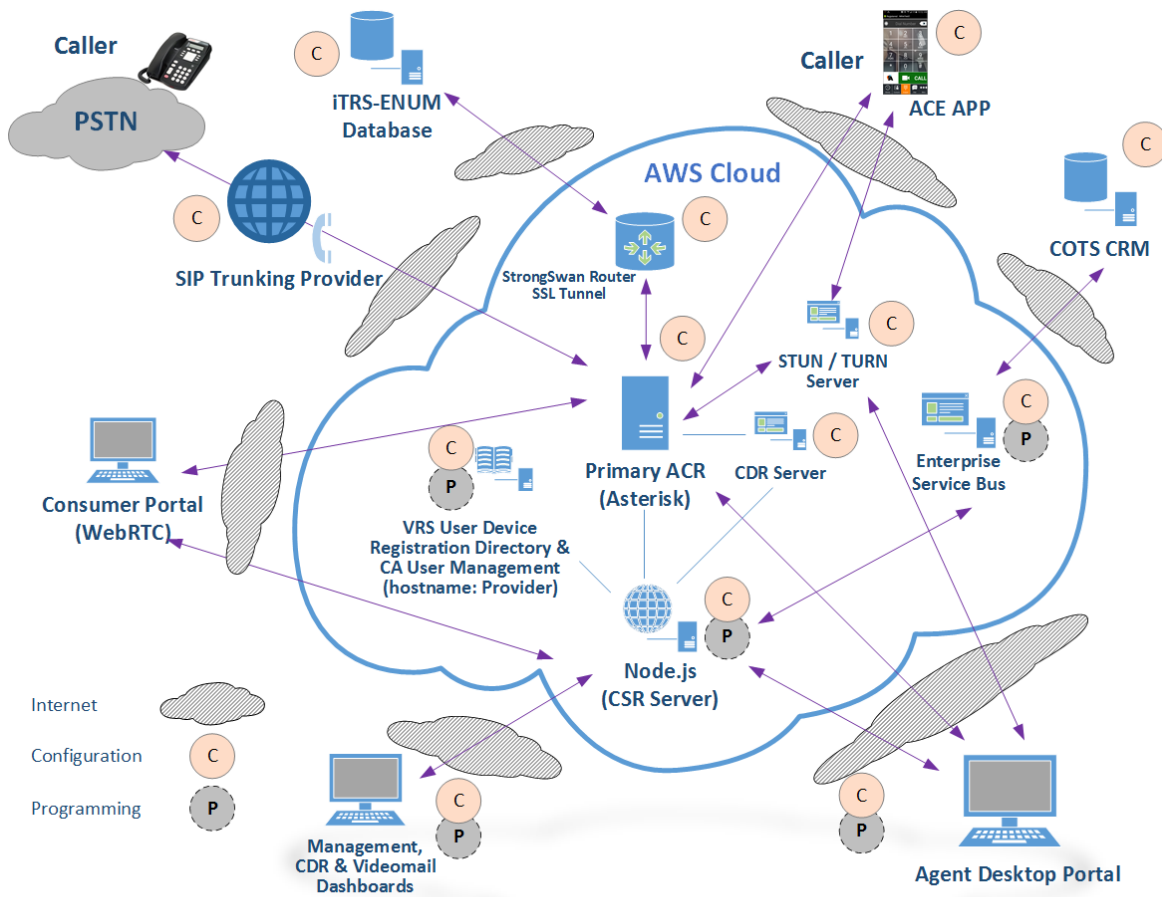 Caller
PSTN
C
SIP Trunking Provider
C
iTRS-ENUM
Database
Caller
C
ACE APP
C
COTS CRM
AWS Cloud
C
StrongSwan Router
SSL Tunnel
C
Primary ACR
(Asterisk)
C
STUN / TURN
Server
C
CDR Server
C
P
Enterprise
Service Bus
Consumer Portal
(WebRTC)
C
P
VRS User Device
Registration Directory &
CA User Management
(hostname: Provider)
C
P
Node.js
(CSR Server)
Internet
Configuration
C
Programming
P
C
P
Management,
CDR & Videomail
Dashboards
C
P
Agent Desktop Portal